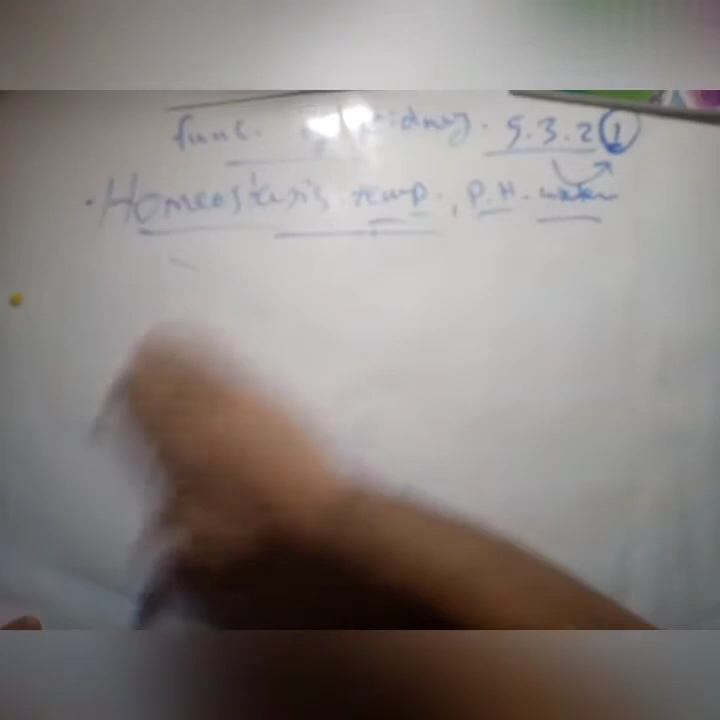 func. kidney. 5.3.2 1
. Homeostasis temp., P.H. water